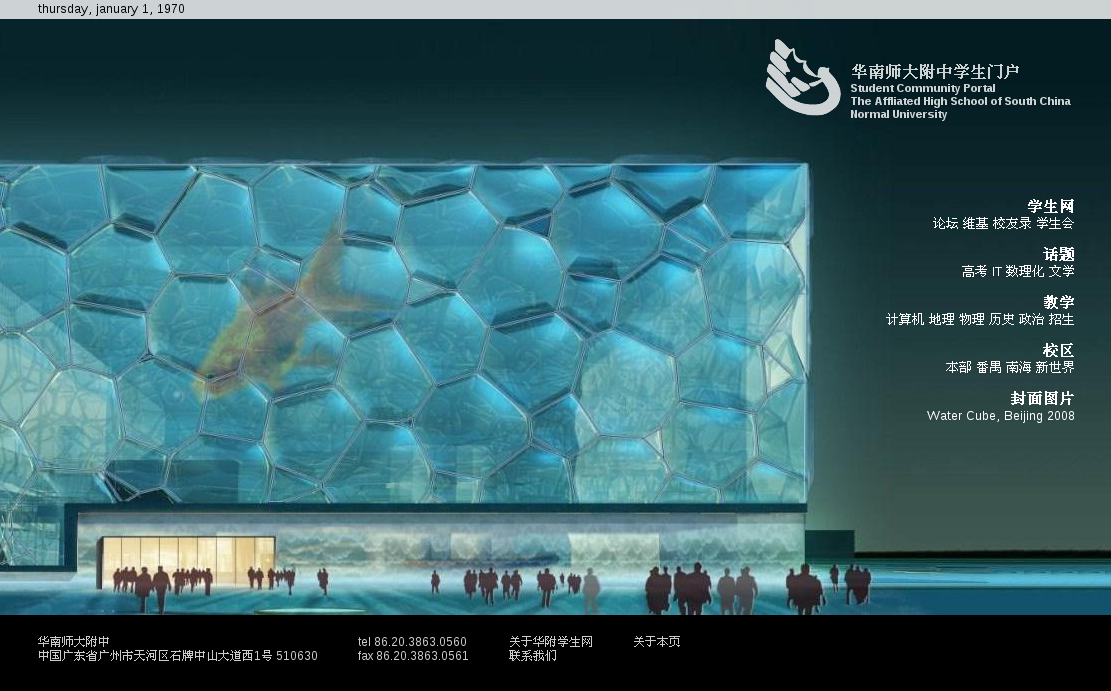 thursday, january 1, 1970
华南师大附中学生门户
Student Community Portal
The Affliated High School of South China
Normal University
学生网
论坛 维基 校友录 学生会
话题
高考 IT 数理化 文学
教学
计算机 地理 物理 历史 政治 招生
校区
本部 番禺 南海 新世界
封面图片
Water Cube, Beijing 2008
华南师大附中
中国广东省广州市天河区石牌中山大道西1号 510630
tel 86.20.3863.0560
fax 86.20.3863.0561
关于华附学生网
联系我们
关于本页